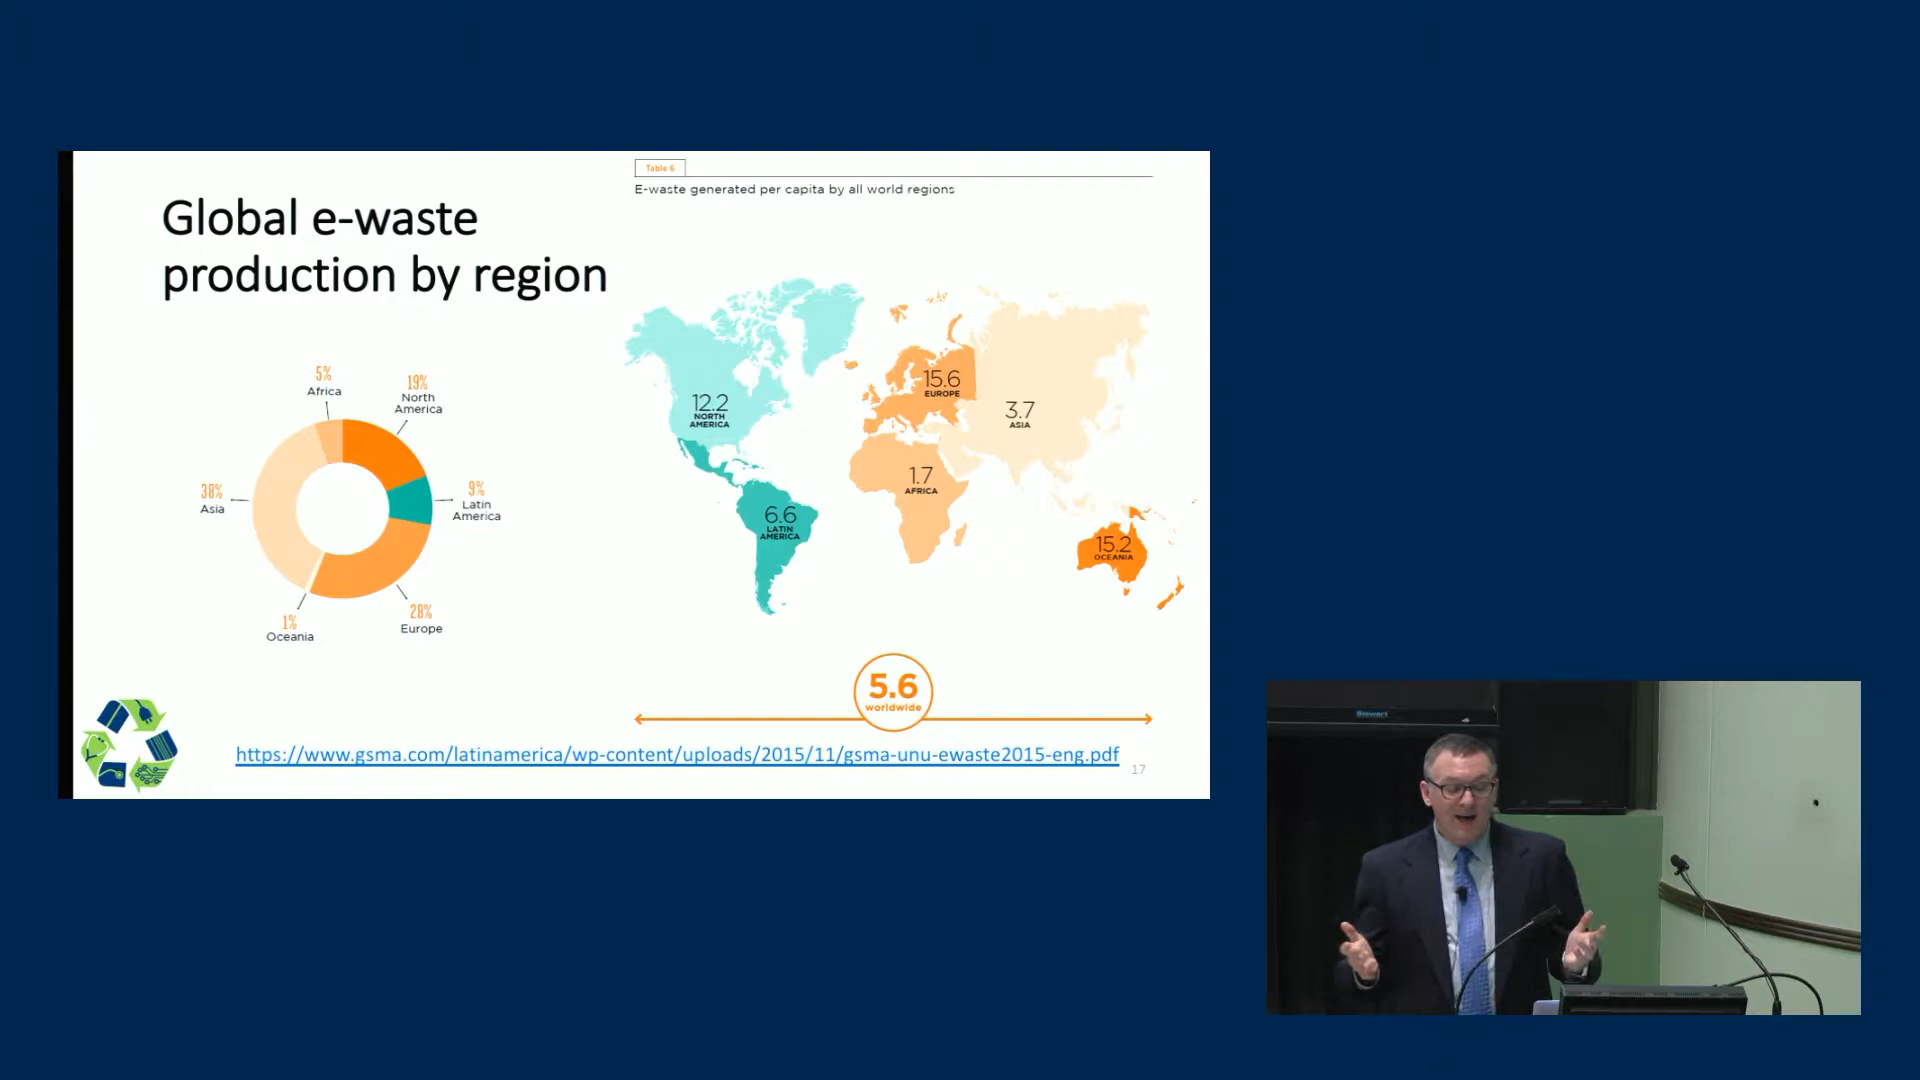 Table 6
E-waste generated per capita by all world regions
Global e-waste
production by region
5%
Africa
19%
North
America
38%
Asia
9%
Latin
America
28%
Europe
1%
Oceania
12.2
NORTH
AMERICA
15.6
EUROPE
3.7
ASIA
1.7
AFRICA
6.6
LATIN
AMERICA
15.2
OCEANIA
5.6
worldwide
https://www.gsma.com/latinamerica/wp-content/uploads/2015/11/gsma-unu-ewaste2015-eng.pdf
17
Stewart